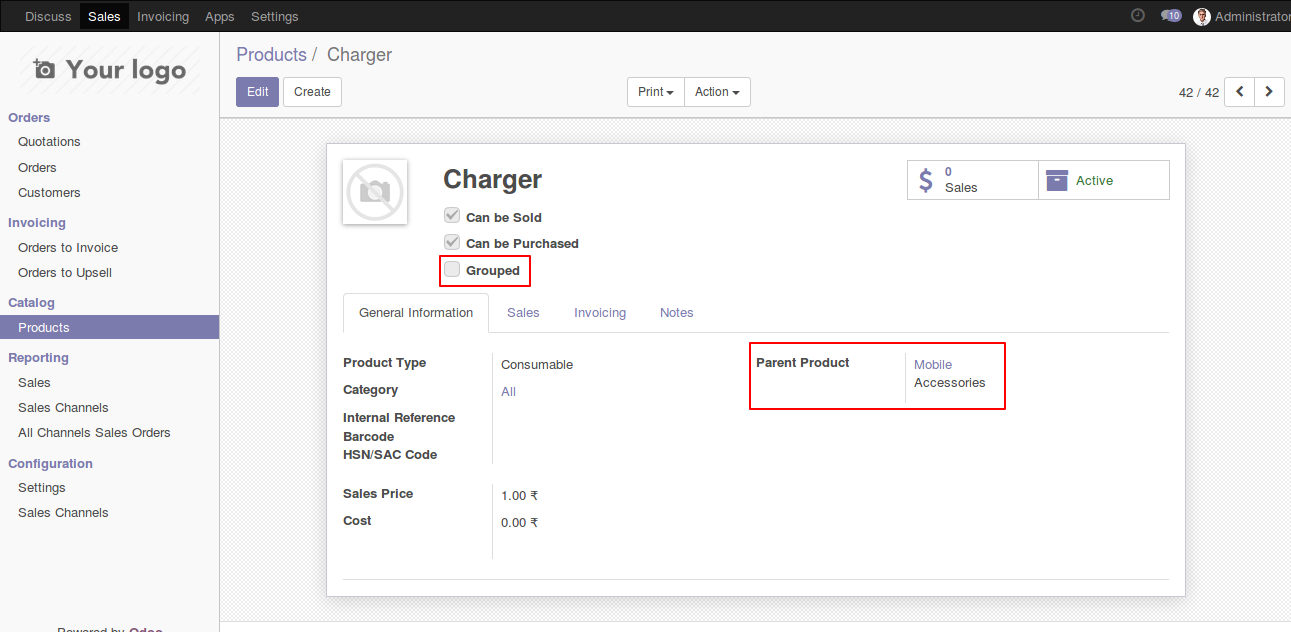 Discuss Sales Invoicing Apps Settings 10 Administrator
Your logo
Products / Charger
Edit Create Print Action 42 / 42
Orders
Quotations
Orders
Customers
Invoicing
Orders to Invoice
Orders to Upsell
Catalog
Products
Reporting
Sales
Sales Channels
All Channels Sales Orders
Configuration
Settings
Sales Channels
Powered by Odoo
Charger
0
Sales
Active
Can be Sold
Can be Purchased
Grouped
General Information Sales Invoicing Notes
Product Type Consumable
Category All
Internal Reference
Barcode
HSN/SAC Code
Sales Price 1.00 ₹
Cost 0.00 ₹
Parent Product Mobile
Accessories